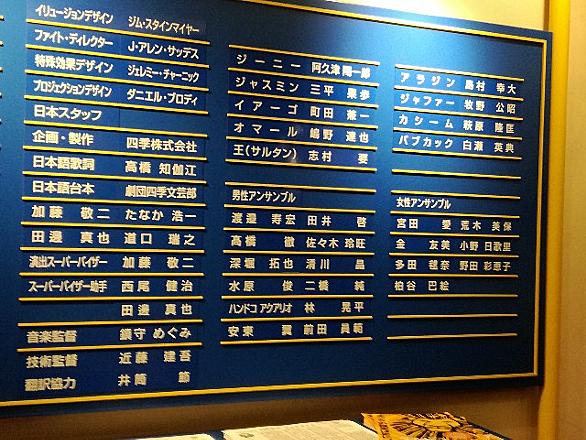 イリュージョンデザイン ジム・スタインマイヤー
ファイト・ディレクター J・アレン・サッデス
特殊効果デザイン ジェレミー・チャーニック
プロジェクションデザイン ダニエル・ブロディ
日本スタッフ
企画・製作 四季株式会社
日本語歌詞 高橋 知伽江
日本語台本 劇団四季文芸部
加藤 敬二 たなか 浩一
田邊 真也 道口 瑞之
演出スーパーバイザー 加藤 敬二
スーパーバイザー助手 西尾 健治
田邊 真也
音楽監督 鎮守 めぐみ
技術監督 近藤 建吾
翻訳協力 井筒 節
ジーニー 阿久津 陽一郎
ジャスミン 三平 果歩
イアーゴ 町田 兼一
オマール 嶋野 達也
王(サルタン) 志村 要
男性アンサンブル
渡邉 寿宏 田井 啓
高橋 徹 佐々木 玲旺
深堀 拓也 清川 晶
水原 俊 二橋 純
ハンドコ アクアリオ 林 晃平
安東 翼 前田 員範
アラジン 島村 幸大
ジャファー 牧野 公昭
カシーム 萩原 隆匡
バブカック 白瀬 英典
女性アンサンブル
宮田 愛 荒木 美保
金 友美 小野 日歌里
多田 毬奈 野田 彩恵子
柏谷 巴絵